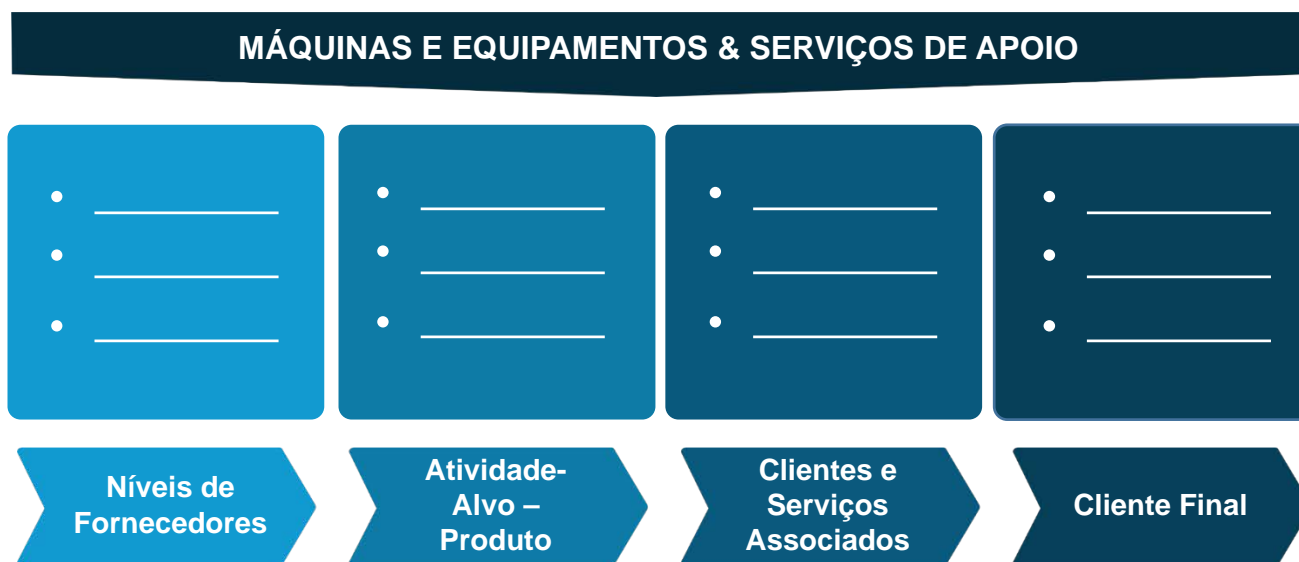 MÁQUINAS E EQUIPAMENTOS & SERVIÇOS DE APOIO
Níveis de
Fornecedores
Atividade-
Alvo –
Produto
Clientes e
Serviços
Associados
Cliente Final